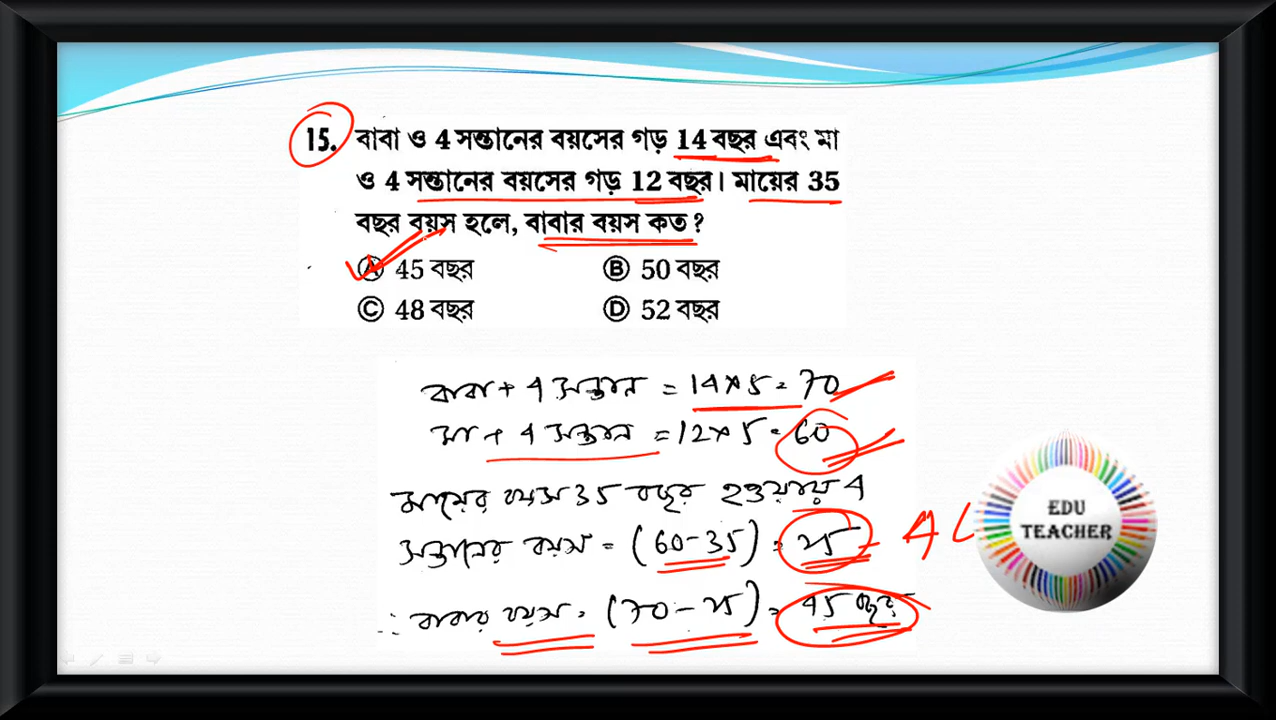 15. বাবা ও 4 সন্তানের বয়সের গড় 14 বছর এবং মা
ও 4 সন্তানের বয়সের গড় 12 বছর। মায়ের 35
বছর বয়স হলে, বাবার বয়স কত?
Ⓐ 45 বছর Ⓑ 50 বছর
Ⓒ 48 বছর Ⓓ 52 বছর
বাবা + 4 সন্তান = 14×5 = 70
মা + 4 সন্তান = 12×5 = 60
মায়ের বয়স 35 বছর হওয়ায় 4
সন্তানের বয়স = (60-35) = 25
∴ বাবার বয়স = (70-25) = 45 বছর
EDU
TEACHER